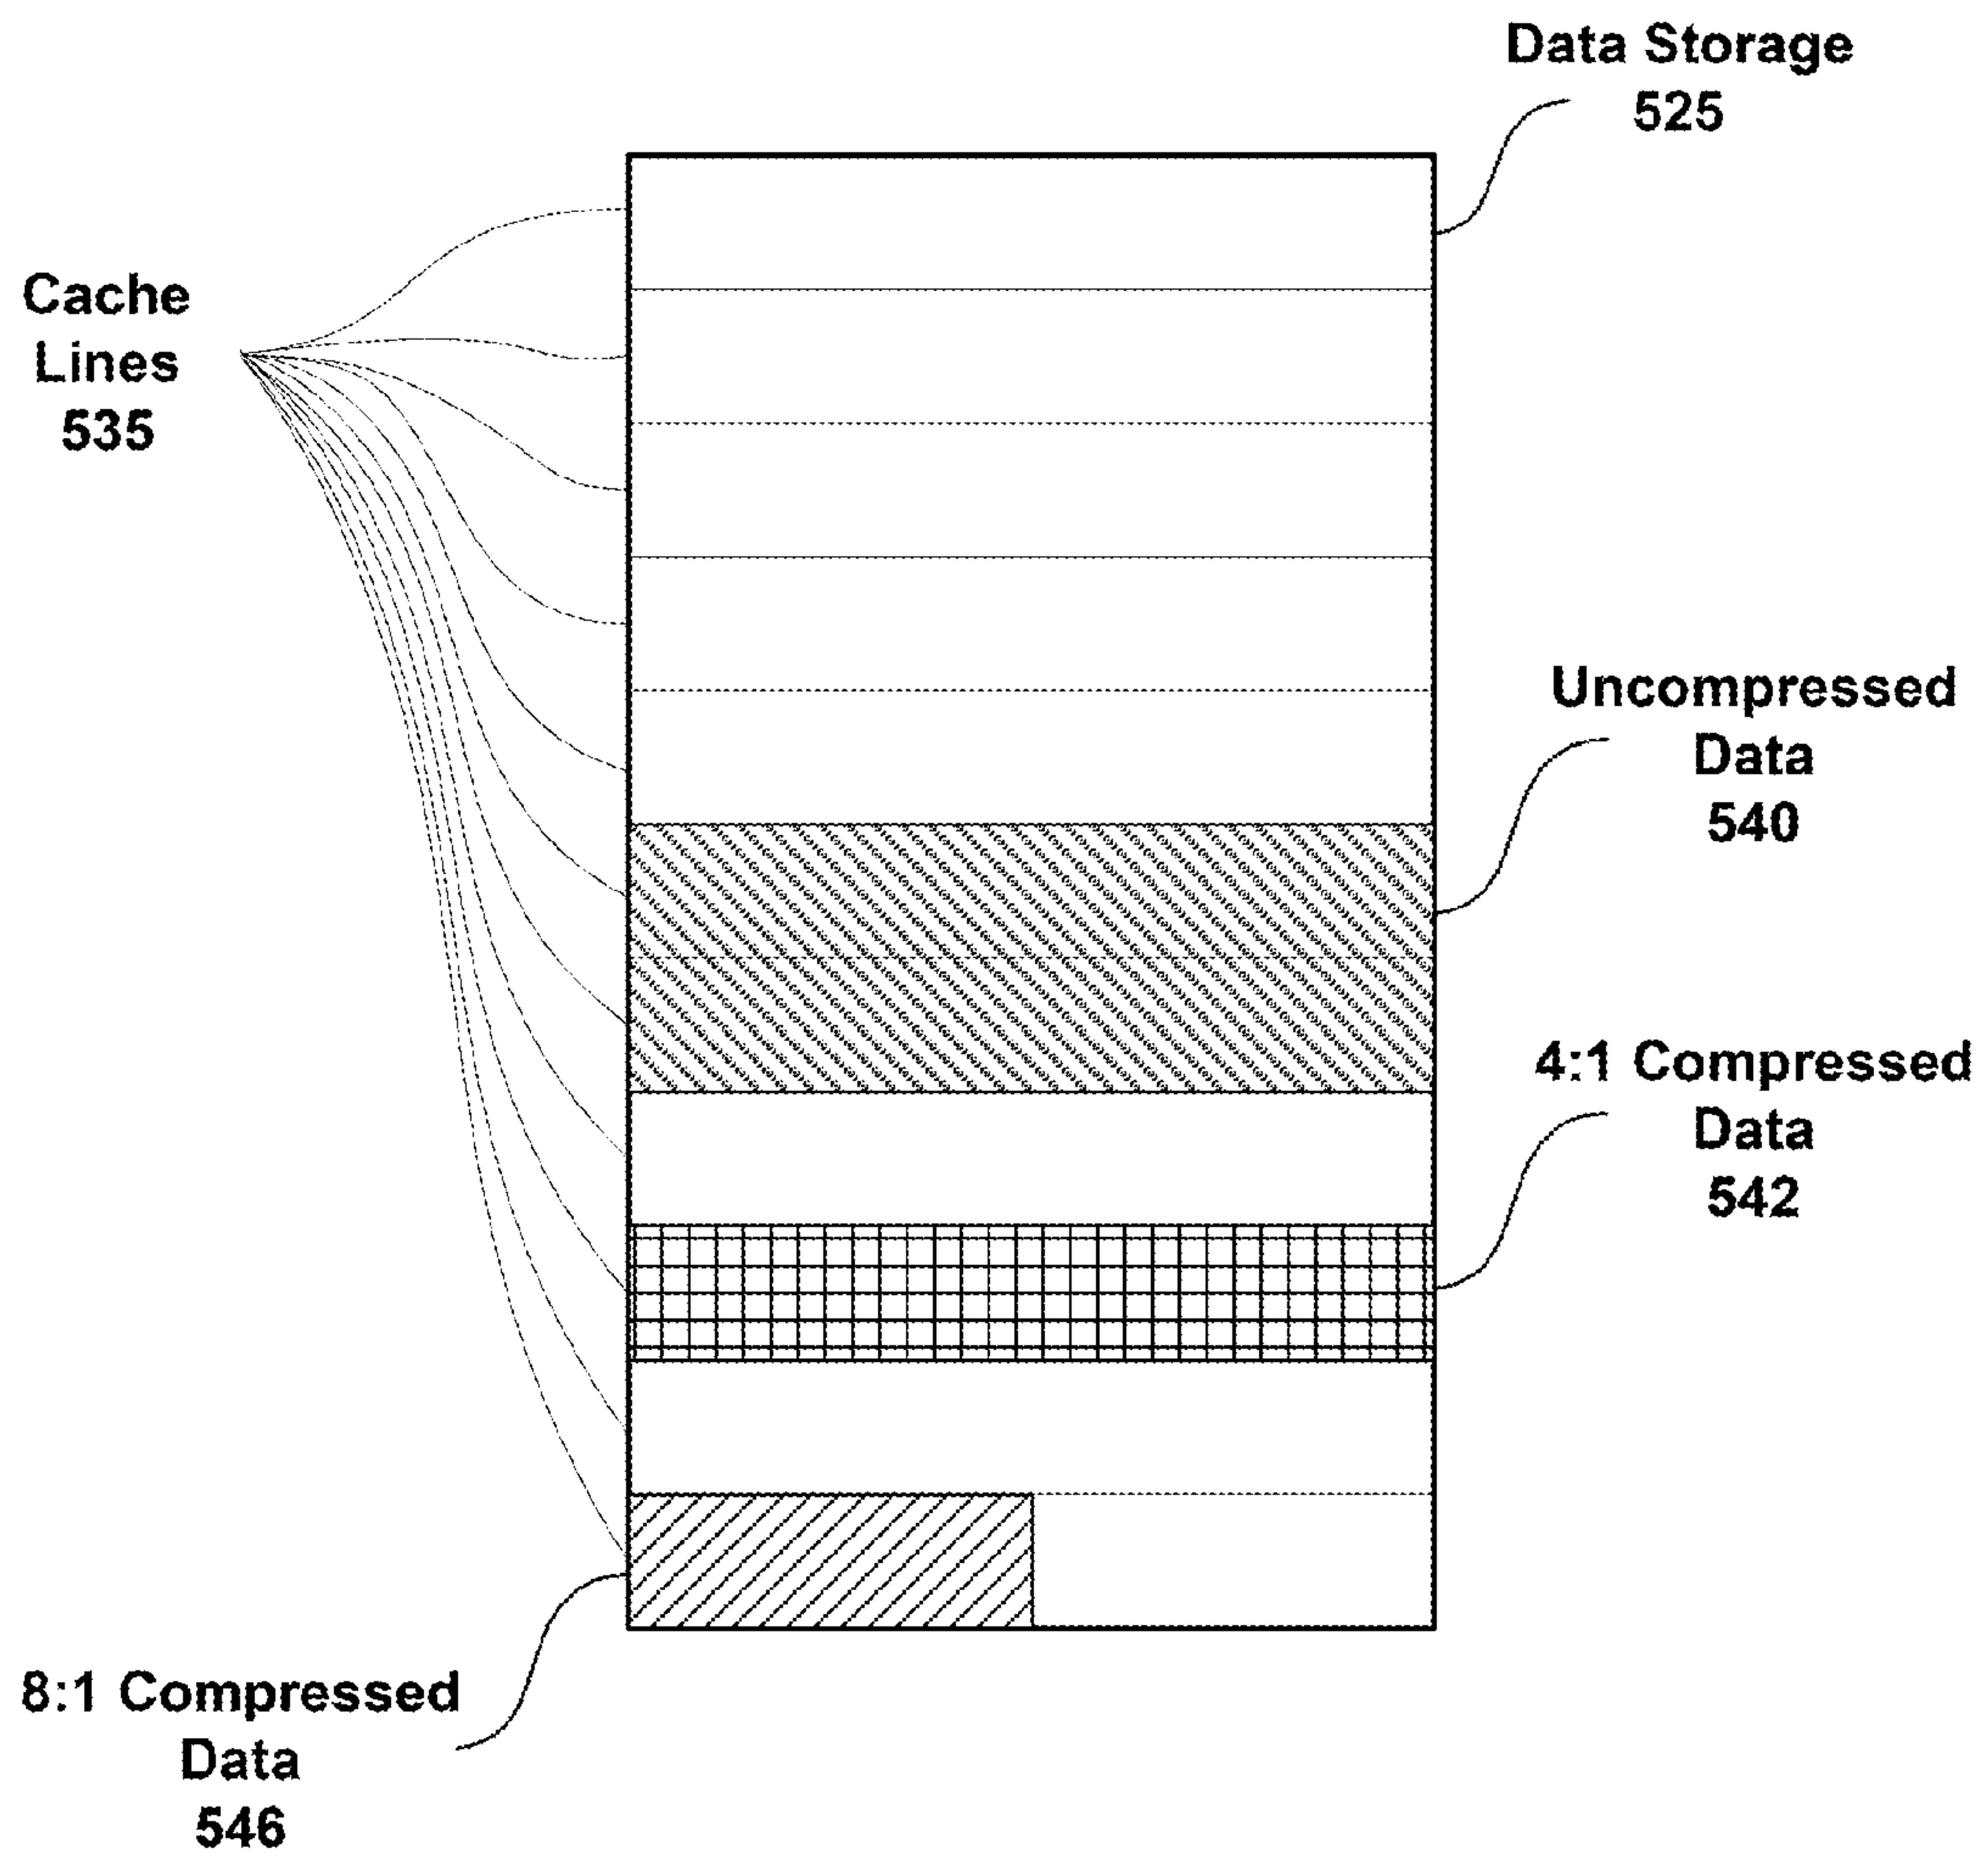 Data Storage
525
Cache
Lines
535
Uncompressed
Data
540
4:1 Compressed
Data
542
8:1 Compressed
Data
546